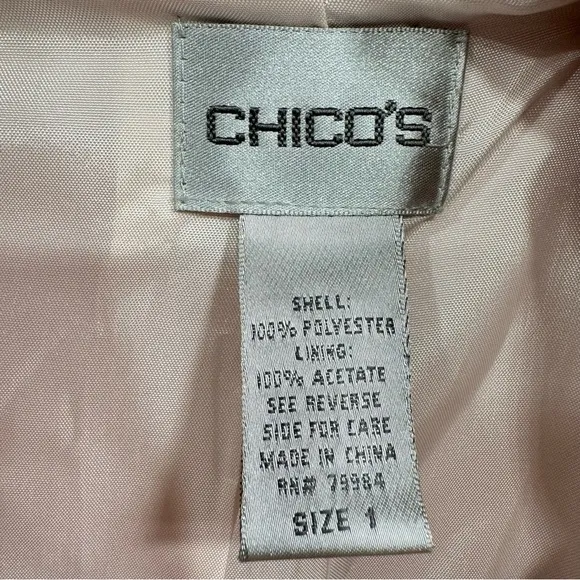 CHICO'S
SHELL:
100% POLYESTER
LINING:
100% ACETATE
SEE REVERSE
SIDE FOR CARE
MADE IN CHINA
RN# 79984
SIZE 1